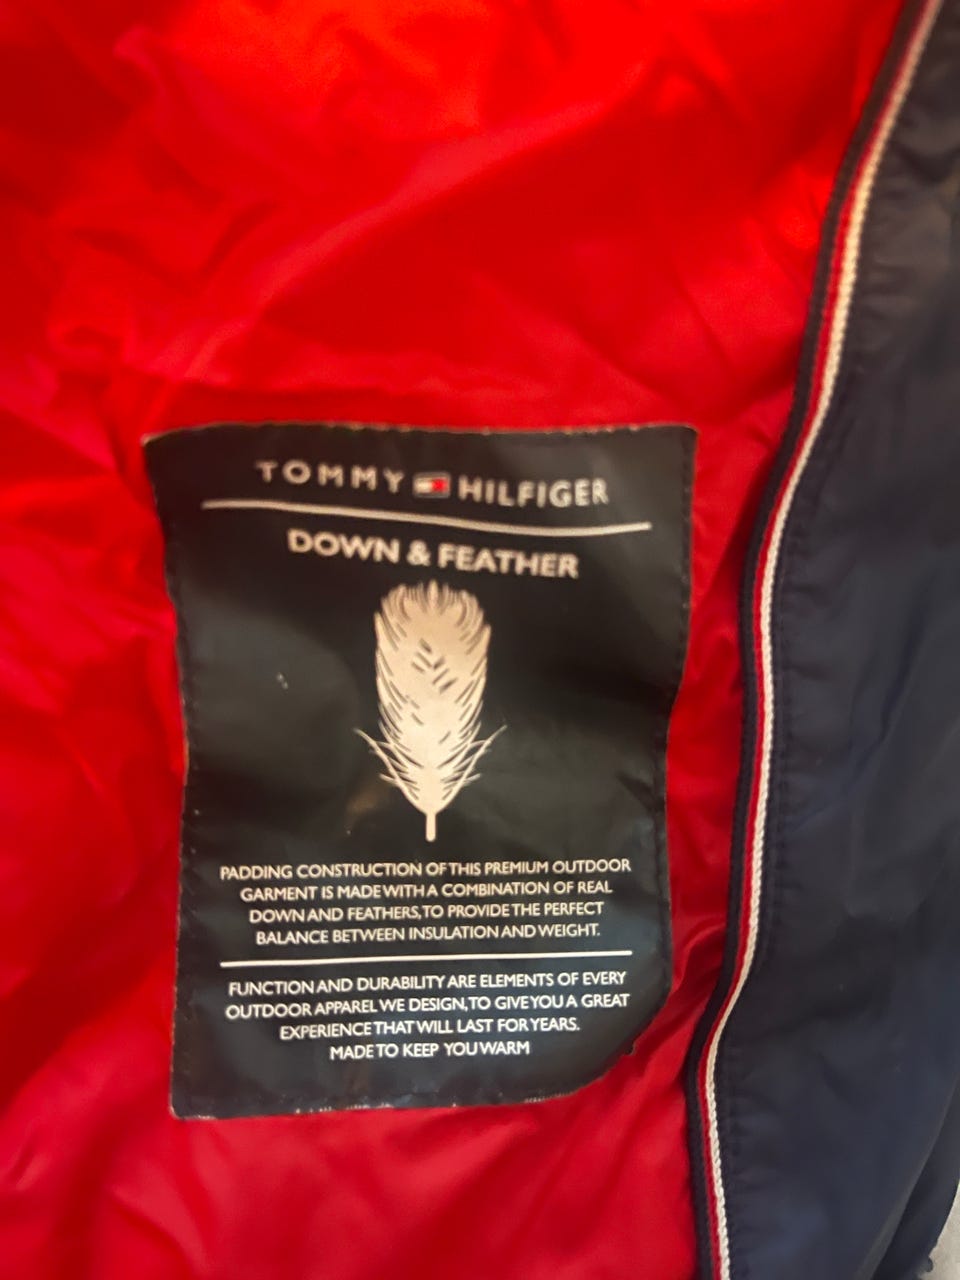 TOMMY HILFIGER
DOWN & FEATHER
PADDING CONSTRUCTION OF THIS PREMIUM OUTDOOR
GARMENT IS MADE WITH A COMBINATION OF REAL
DOWN AND FEATHERS, TO PROVIDE THE PERFECT
BALANCE BETWEEN INSULATION AND WEIGHT.
FUNCTION AND DURABILITY ARE ELEMENTS OF EVERY
OUTDOOR APPAREL WE DESIGN, TO GIVE YOU A GREAT
EXPERIENCE THAT WILL LAST FOR YEARS.
MADE TO KEEP YOU WARM